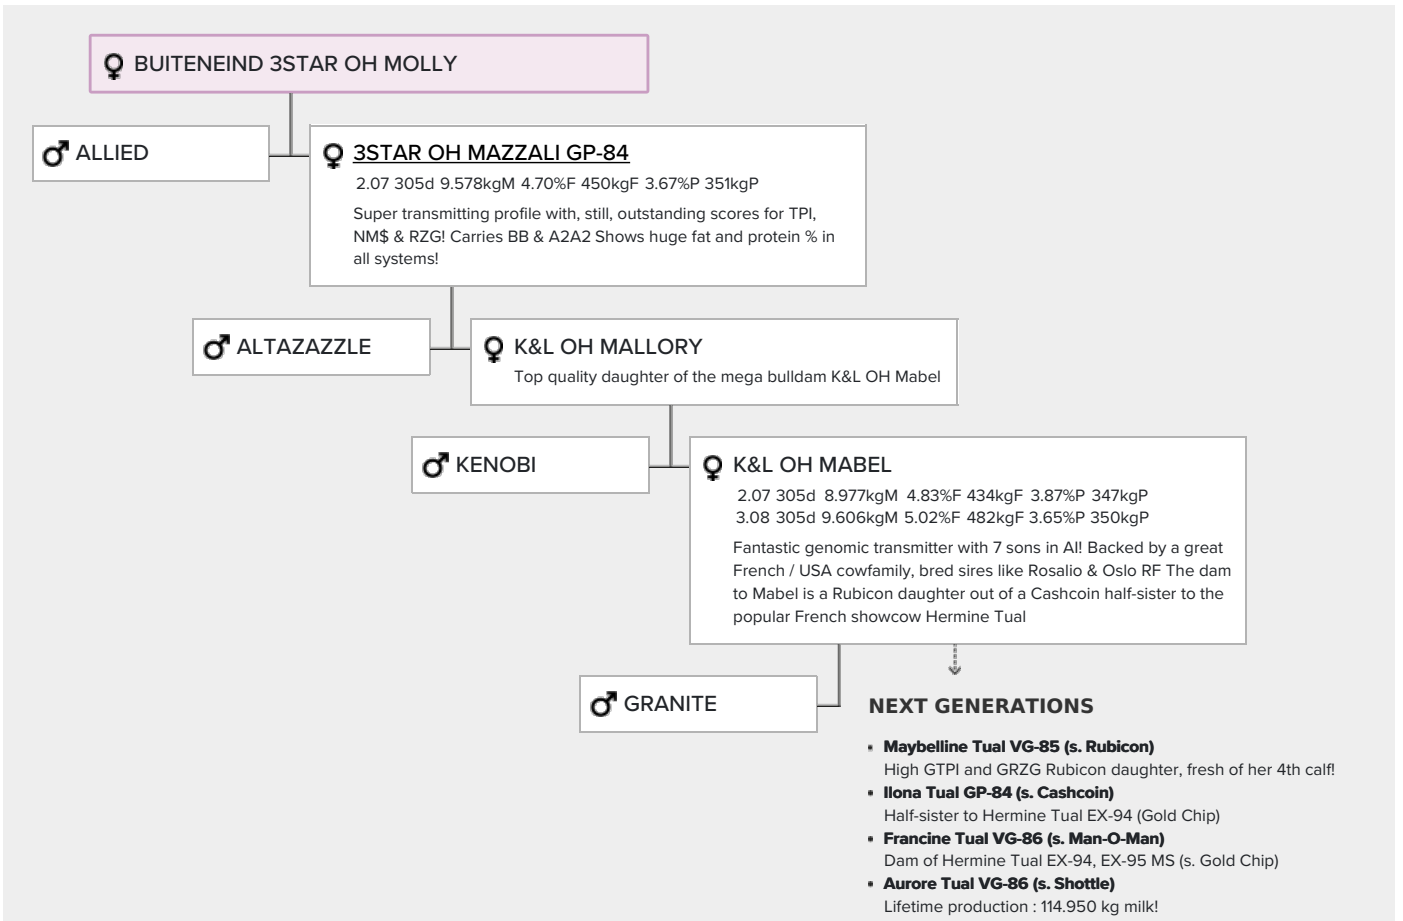 BUITENEIND 3STAR OH MOLLY
ALLIED
3STAR OH MAZZALI GP-84
2.07 305d 9.578kgM 4.70%F 450kgF 3.67%P 351kgP
Super transmitting profile with, still, outstanding scores for TPI,
NM$ & RZG! Carries BB & A2A2 Shows huge fat and protein % in
all systems!
ALTAZAZZLE
K&L OH MALLORY
Top quality daughter of the mega bulldam K&L OH Mabel
KENOBI
K&L OH MABEL
2.07 305d 8.977kgM 4.83%F 434kgF 3.87%P 347kgP
3.08 305d 9.606kgM 5.02%F 482kgF 3.65%P 350kgP
Fantastic genomic transmitter with 7 sons in AI! Backed by a great
French / USA cowfamily, bred sires like Rosalio & Oslo RF The dam
to Mabel is a Rubicon daughter out of a Cashcoin half-sister to the
popular French showcow Hermine Tual
GRANITE
NEXT GENERATIONS
Maybelline Tual VG-85 (s. Rubicon)
High GTPI and GRZG Rubicon daughter, fresh of her 4th calf!
Ilona Tual GP-84 (s. Cashcoin)
Half-sister to Hermine Tual EX-94 (Gold Chip)
Francine Tual VG-86 (s. Man-O-Man)
Dam of Hermine Tual EX-94, EX-95 MS (s. Gold Chip)
Aurore Tual VG-86 (s. Shottle)
Lifetime production : 114.950 kg milk!